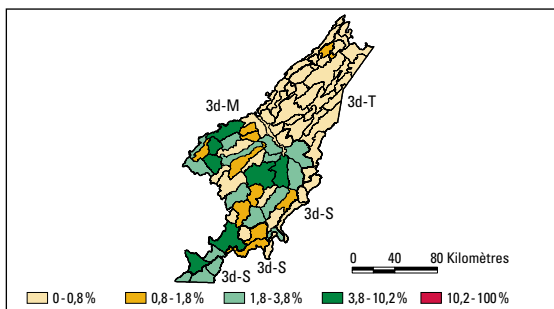 3d-M
3d-T
3d-S
3d-S
3d-S
0 40 80 Kilomètres
0-0,8% 0,8-1,8% 1,8-3,8% 3,8-10,2% 10,2-100%